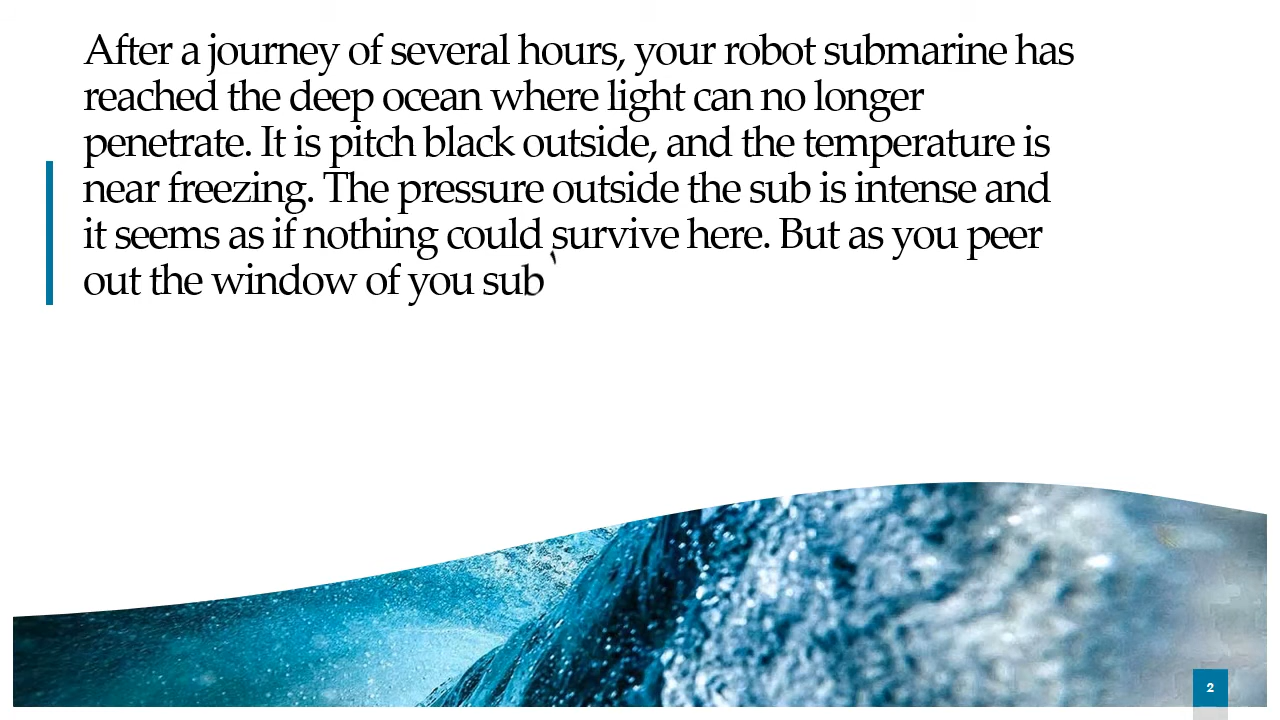 After a journey of several hours, your robot submarine has
reached the deep ocean where light can no longer
penetrate. It is pitch black outside, and the temperature is
near freezing. The pressure outside the sub is intense and
it seems as if nothing could survive here. But as you peer
out the window of you sub
2